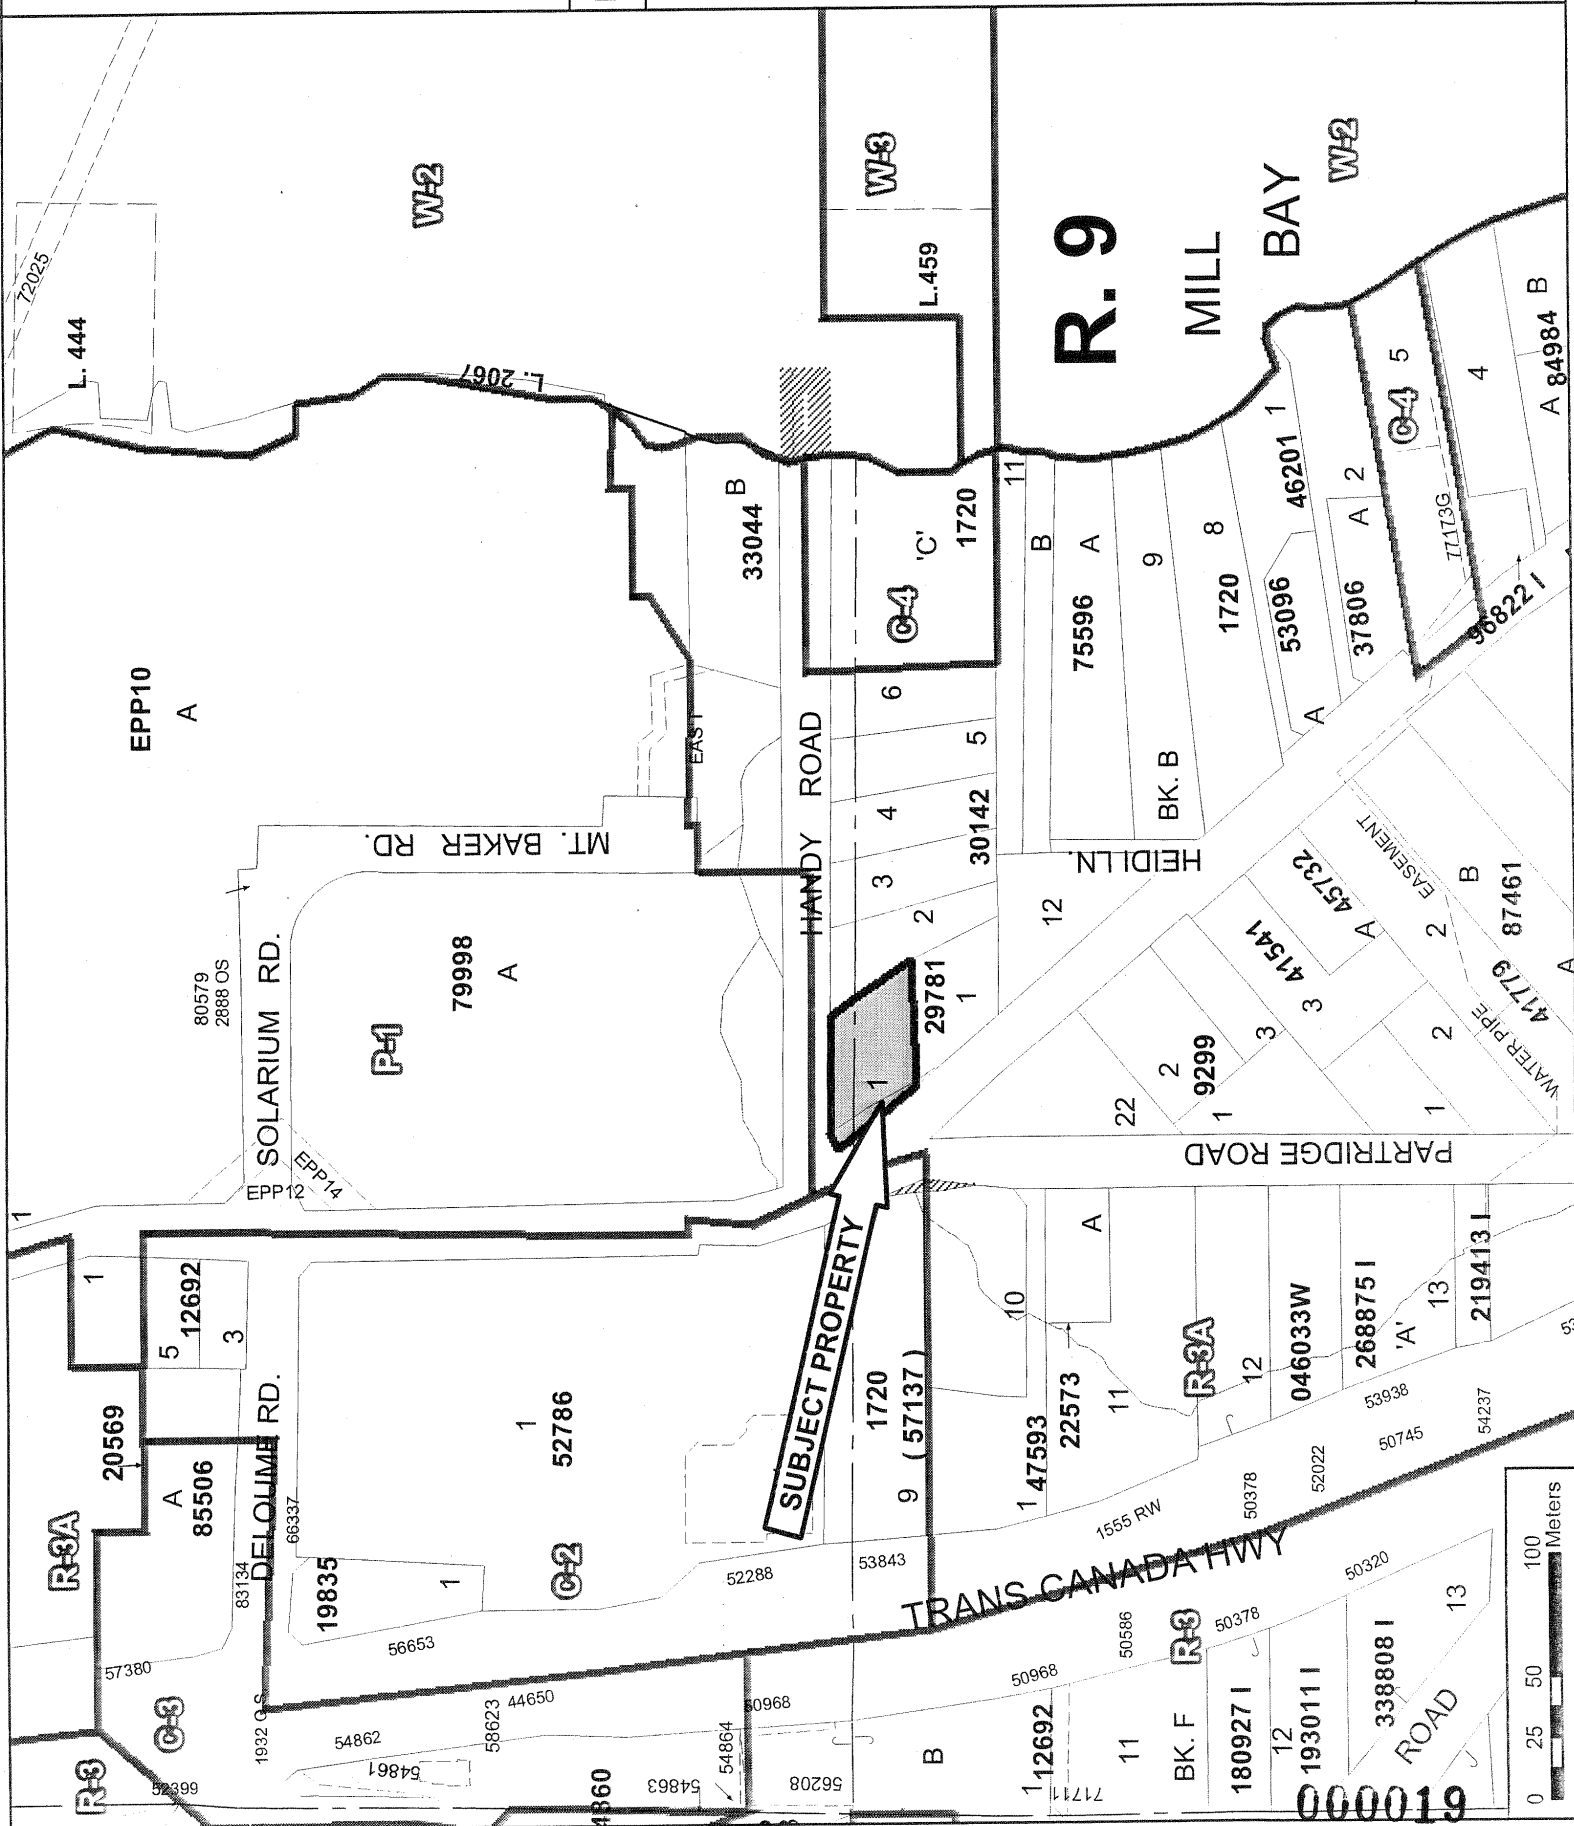 72025
L. 444
W-2
W-3
L.459
R. 9
MILL
BAY
W-2
L. 2067
EPP10
A
B
33044
'C'
1720
C-4
11
B
A
75596
9
8
1720
1
46201
53096
A
2
A
37806
5
C-4
4
B
84984
A
77173G
96822 I
EAS'T
MT. BAKER RD.
HANDY ROAD
6
5
4
30142
3
2
HEIDI LN.
BK. B
12
SOLARIUM RD.
80579
2888 OS
79998
A
P-1
29781
1
1
45732
A
41541
3
EASEMENT
B
87461
2
41779
A
WATER PIPE
2
9299
3
22
1
2
1
PARTRIDGE ROAD
EPP14
EPP12
1
1
12692
5
3
DELOUME RD.
20569
A
85506
R-3A
66337
83134
19835
1
1
52786
C-2
SUBJECT PROPERTY
1720
( 57137 )
9
10
A
22573
11
1
47593
R-3A
12
046033W
268875 I
'A'
13
219413 I
53938
50745
54237
52022
50378
1555 RW
TRANS CANADA HWY
53843
52288
56653
57380
C-3
R-3
52399
1932 OS
44650
58623
54862
54861
54864
54863
50968
50968
56208
B
1
12692
71711
50586
R-3
50378
50320
11
BK. F
180927 I
12
193011 I
338808 I
13
ROAD
0 25 50 100
Meters
000019